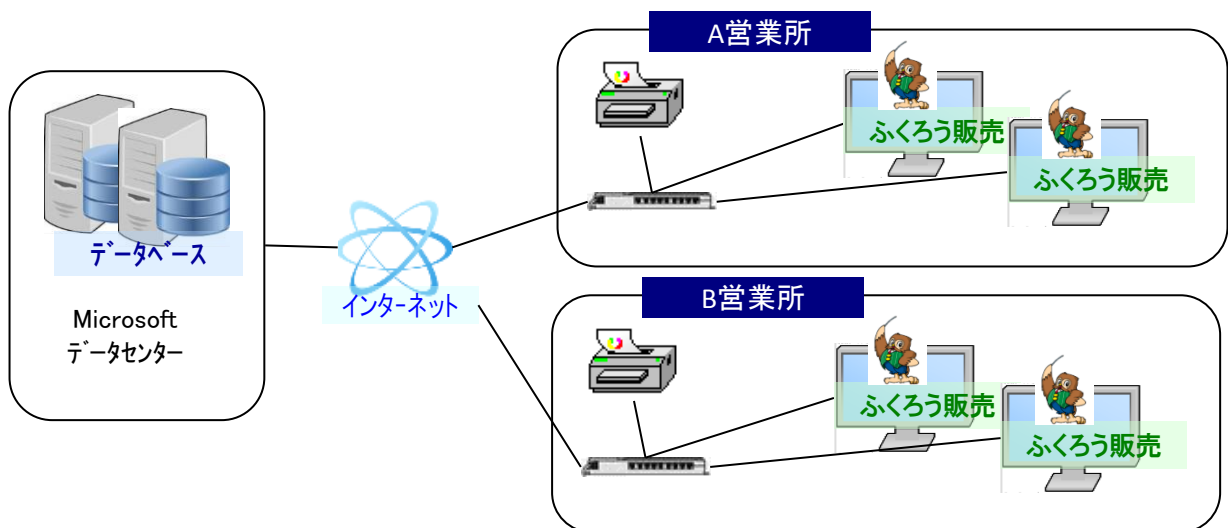 データベース
Microsoft
データセンター
インターネット
A営業所
ふくろう販売
ふくろう販売
B営業所
ふくろう販売
ふくろう販売